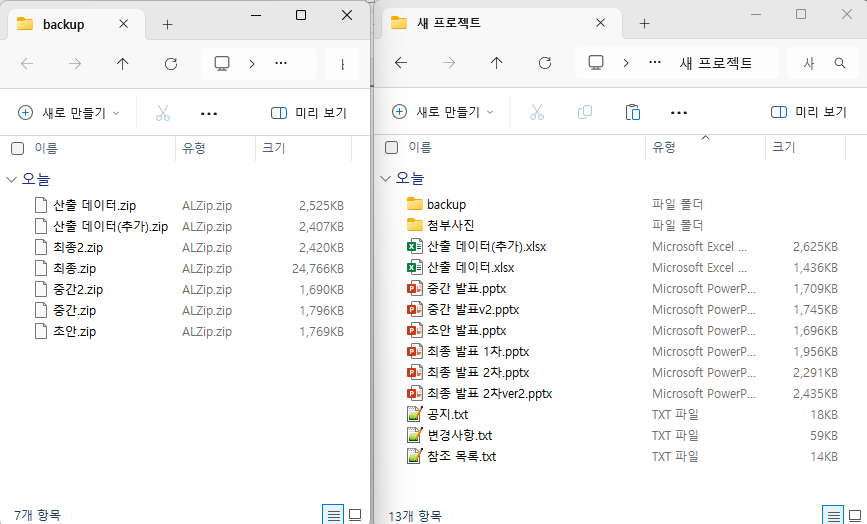 backup
새로 만들기
미리 보기
이름 유형 크기
오늘
산출 데이터.zip ALZip.zip 2,525KB
산출 데이터(추가).zip ALZip.zip 2,407KB
최종2.zip ALZip.zip 2,420KB
최종.zip ALZip.zip 24,766KB
중간2.zip ALZip.zip 1,690KB
중간.zip ALZip.zip 1,796KB
초안.zip ALZip.zip 1,769KB
7개 항목
새 프로젝트
새 프로젝트 사
새로 만들기
미리 보기
이름 유형 크기
오늘
backup 파일 폴더
첨부사진 파일 폴더
산출 데이터(추가).xlsx Microsoft Excel ... 2,625KB
산출 데이터.xlsx Microsoft Excel ... 1,436KB
중간 발표.pptx Microsoft PowerP... 1,709KB
중간 발표v2.pptx Microsoft PowerP... 1,745KB
초안 발표.pptx Microsoft PowerP... 1,696KB
최종 발표 1차.pptx Microsoft PowerP... 1,956KB
최종 발표 2차.pptx Microsoft PowerP... 2,291KB
최종 발표 2차ver2.pptx Microsoft PowerP... 2,435KB
공지.txt TXT 파일 18KB
변경사항.txt TXT 파일 59KB
참조 목록.txt TXT 파일 14KB
13개 항목